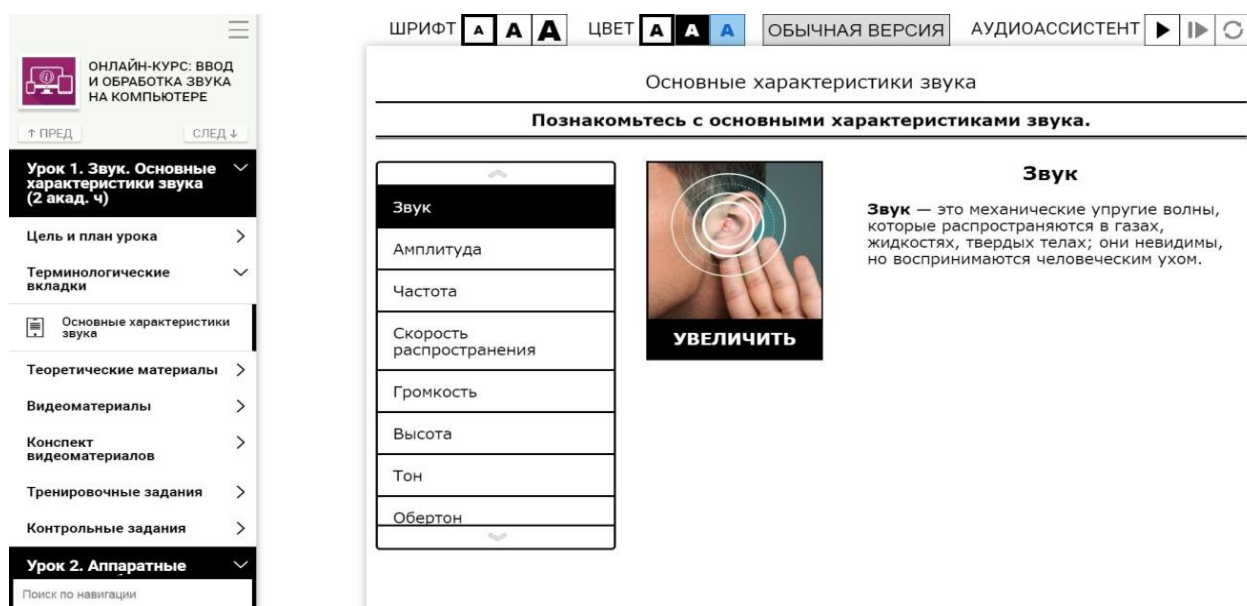 ШРИФТ А А А ЦВЕТ А А А ОБЫЧНАЯ ВЕРСИЯ АУДИОАССИСТЕНТ
ОНЛАЙН-КУРС: ВВОД
И ОБРАБОТКА ЗВУКА
НА КОМПЬЮТЕРЕ
↑ ПРЕД СЛЕД ↓
Урок 1. Звук. Основные
характеристики звука
(2 акад. ч)
Цель и план урока
Терминологические
вкладки
Основные характеристики
звука
Теоретические материалы
Видеоматериалы
Конспект
видеоматериалов
Тренировочные задания
Контрольные задания
Урок 2. Аппаратные
Поиск по навигации
Основные характеристики звука
Познакомьтесь с основными характеристиками звука.
Звук
Амплитуда
Частота
Скорость
распространения
Громкость
Высота
Тон
Обертон
УВЕЛИЧИТЬ
Звук
Звук — это механические упругие волны,
которые распространяются в газах,
жидкостях, твердых телах; они невидимы,
но воспринимаются человеческим ухом.